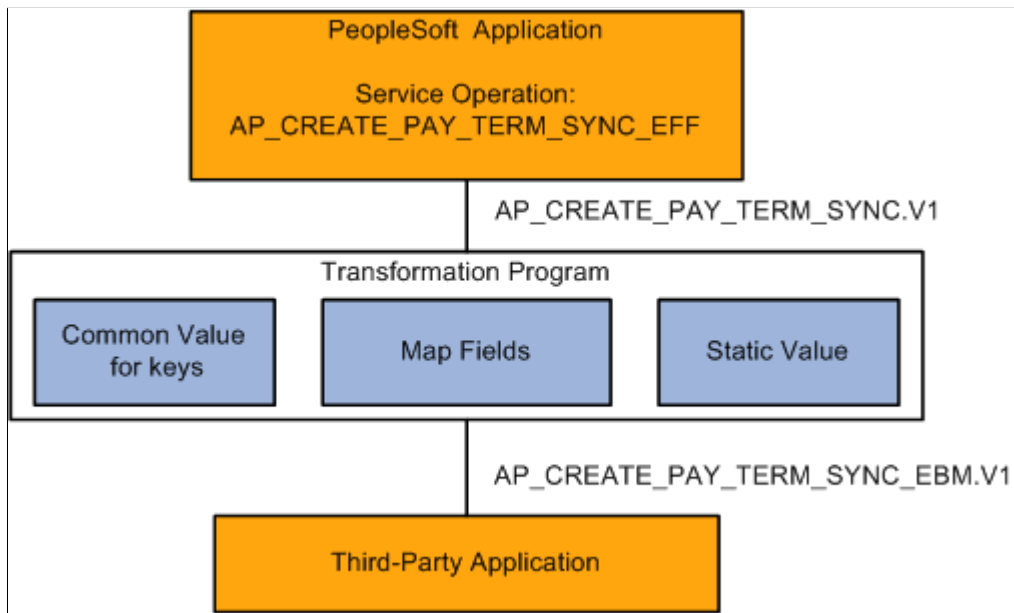 PeopleSoft Application
Service Operation:
AP_CREATE_PAY_TERM_SYNC_EFF
AP_CREATE_PAY_TERM_SYNC.V1
Transformation Program
Common Value
for keys
Map Fields
Static Value
AP_CREATE_PAY_TERM_SYNC_EBM.V1
Third-Party Application